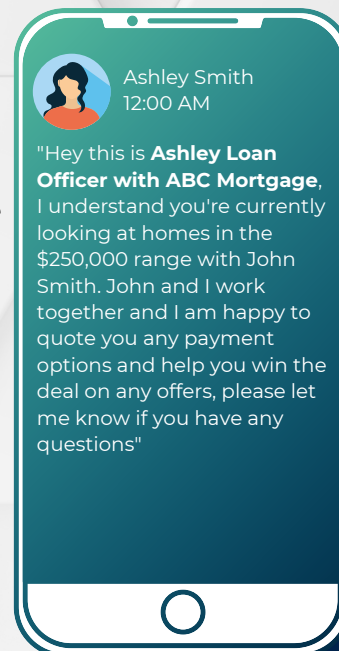 Ashley Smith
12:00 AM
"Hey this is Ashley Loan
Officer with ABC Mortgage,
I understand you're currently
looking at homes in the
$250,000 range with John
Smith. John and I work
together and I am happy to
quote you any payment
options and help you win the
deal on any offers, please let
me know if you have any
questions"